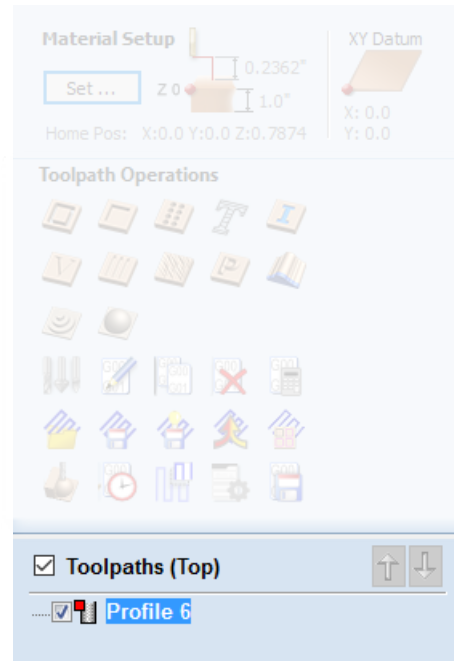 Material Setup
XY Datum
0.2362"
Set ...
Z 0
1.0"
X: 0.0
Home Pos: X:0.0 Y:0.0 Z:0.7874
Y: 0.0
Toolpath Operations
Toolpaths (Top)
Profile 6